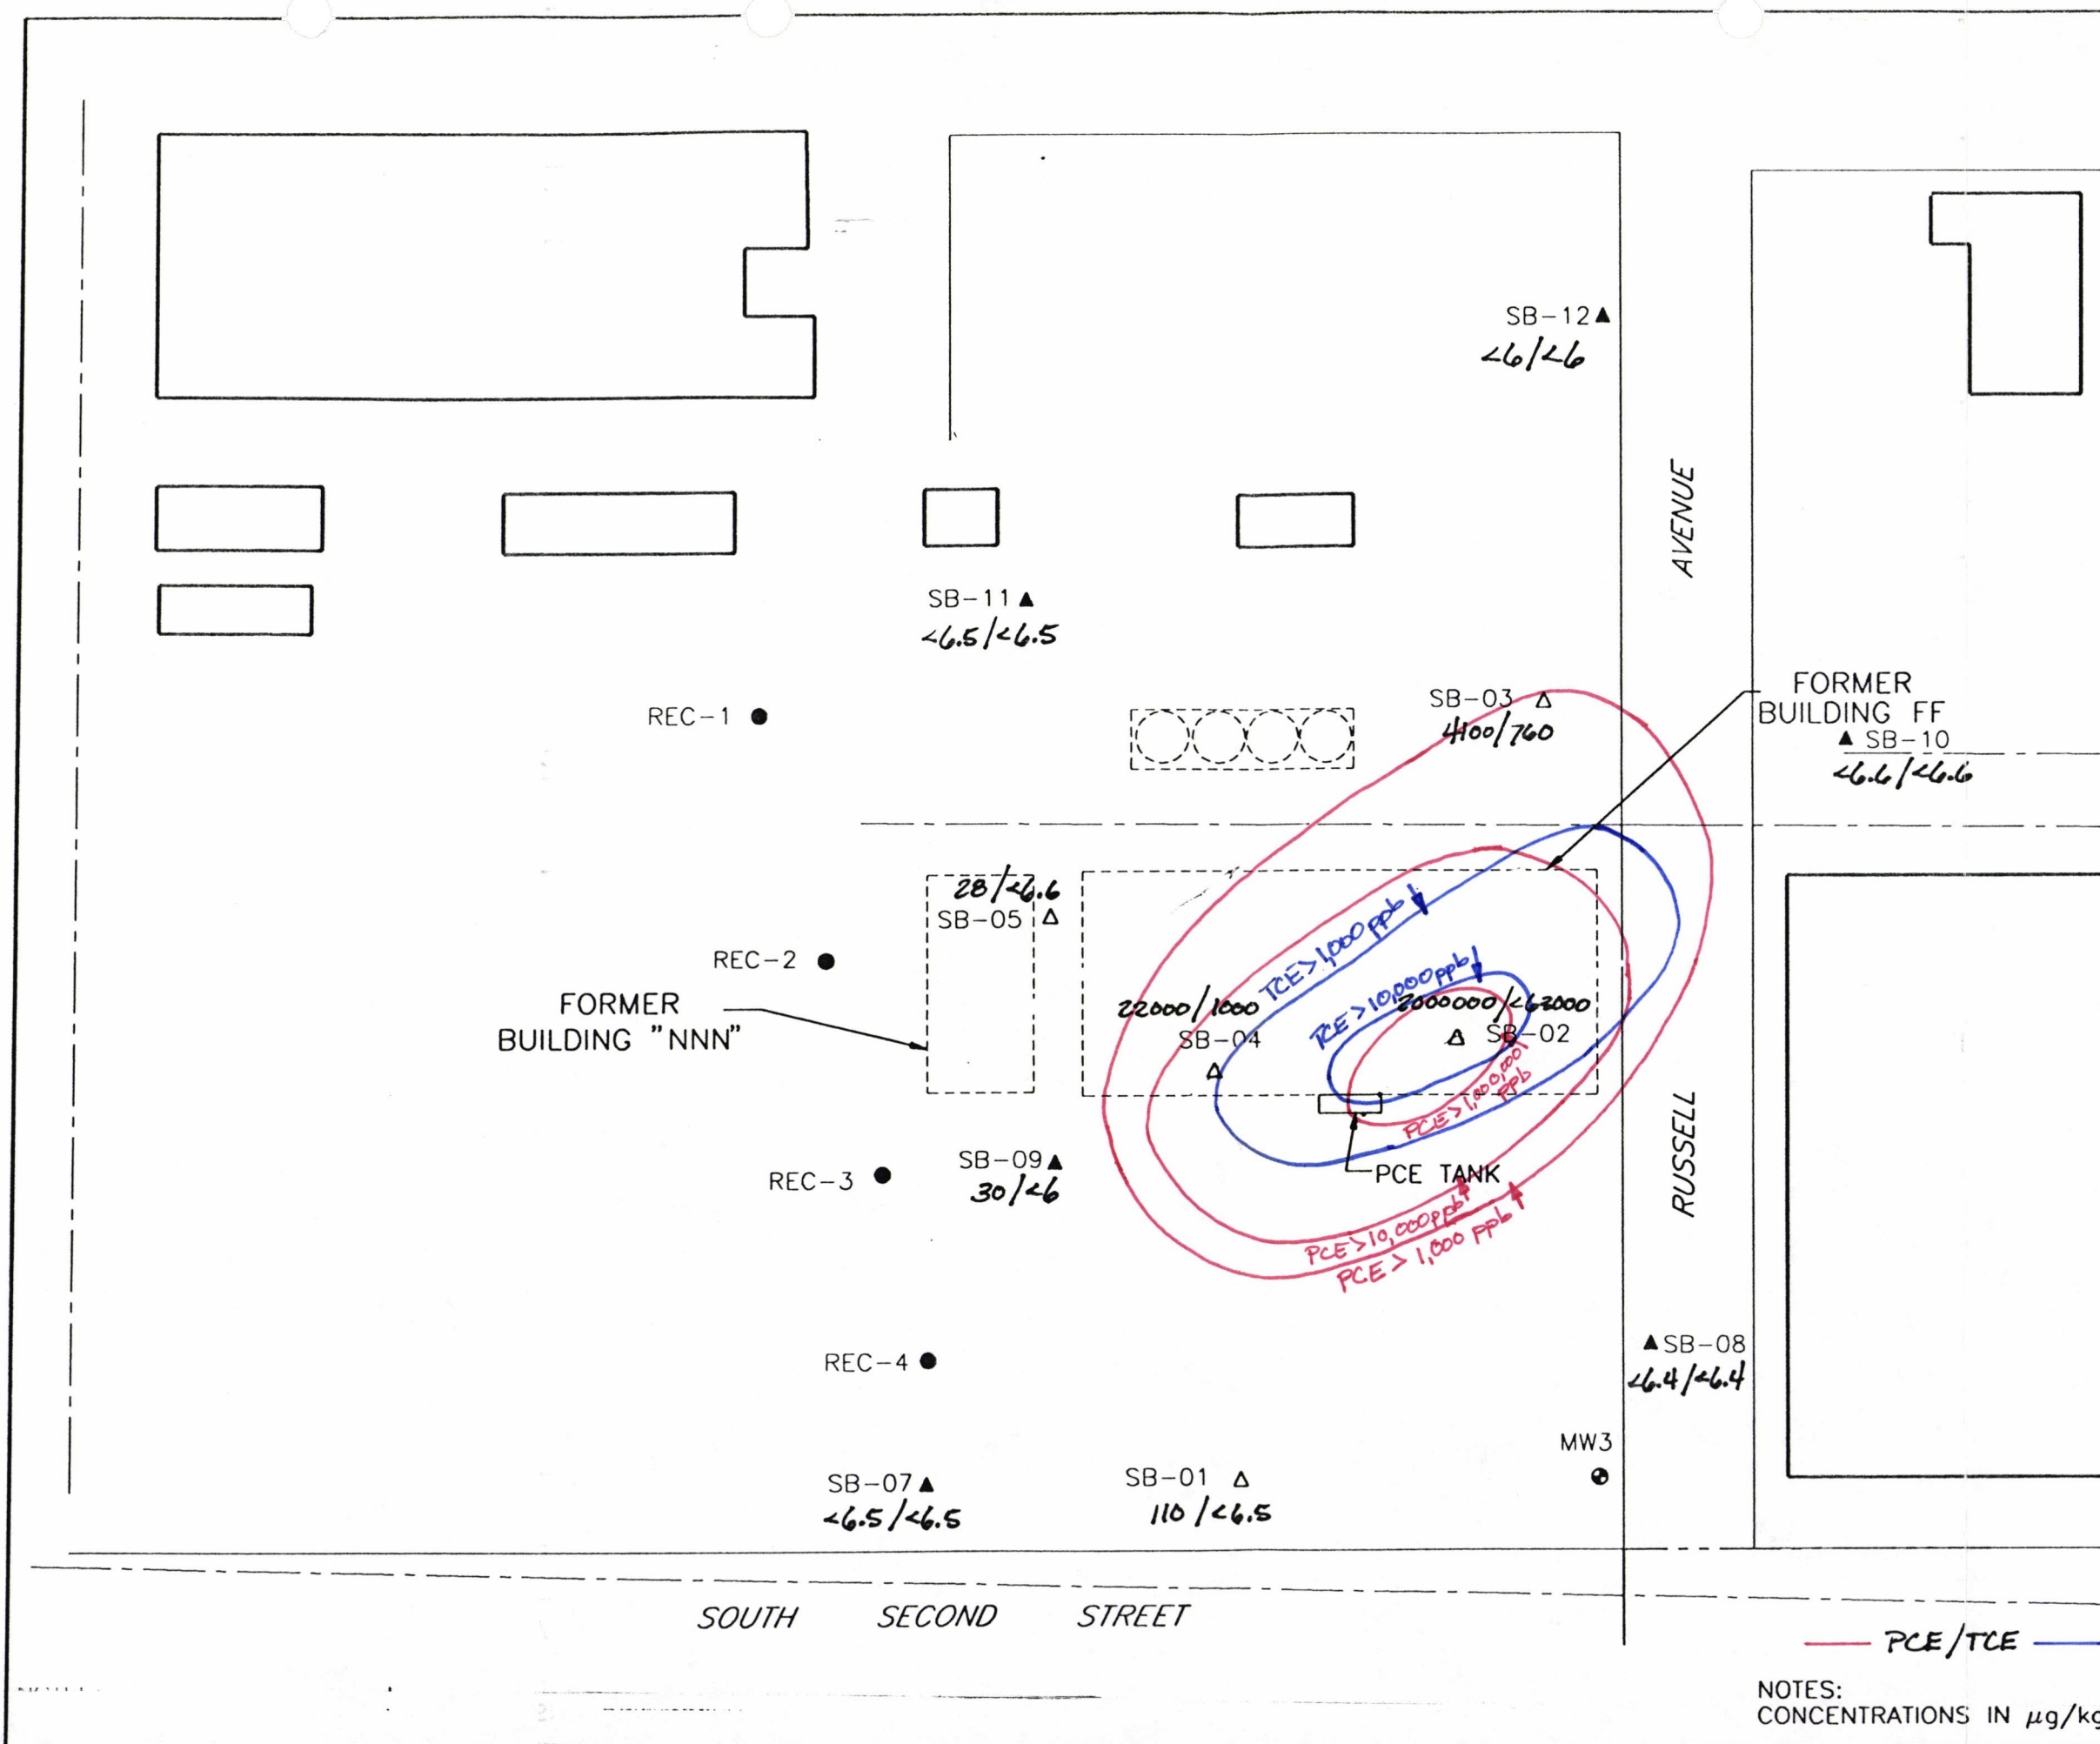 SB-12
<6/<6
AVENUE
SB-11
<6.5/<6.5
REC-1
SB-03
4100/760
FORMER
BUILDING FF
SB-10
<6.6/<6.6
28/<6.6
SB-05
REC-2
TCE>1,000 ppb
TCE>10,000 ppb
FORMER
BUILDING "NNN"
22000/1000
SB-04
2000000/<62000
SB-02
PCE>1,000,000
ppb
RUSSELL
SB-09
30/<6
REC-3
PCE TANK
PCE>10,000 ppb
PCE > 1,000 ppb
REC-4
SB-08
<6.4/<6.4
MW3
SB-07
<6.5/<6.5
SB-01
110/<6.5
SOUTH SECOND STREET
PCE/TCE
NOTES:
CONCENTRATIONS IN µg/kg